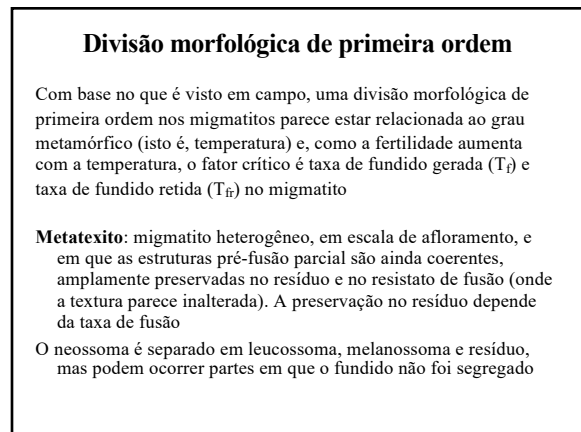 Divisão morfológica de primeira ordem
Com base no que é visto em campo, uma divisão morfológica de
primeira ordem nos migmatitos parece estar relacionada ao grau
metamórfico (isto é, temperatura) e, como a fertilidade aumenta
com a temperatura, o fator crítico é taxa de fundido gerada (Tf) e
taxa de fundido retida (Tfr) no migmatito
Metatexito: migmatito heterogêneo, em escala de afloramento, e
em que as estruturas pré-fusão parcial são ainda coerentes,
amplamente preservadas no resíduo e no resistato de fusão (onde
a textura parece inalterada). A preservação no resíduo depende
da taxa de fusão
O neossoma é separado em leucossoma, melanossoma e resíduo,
mas podem ocorrer partes em que o fundido não foi segregado